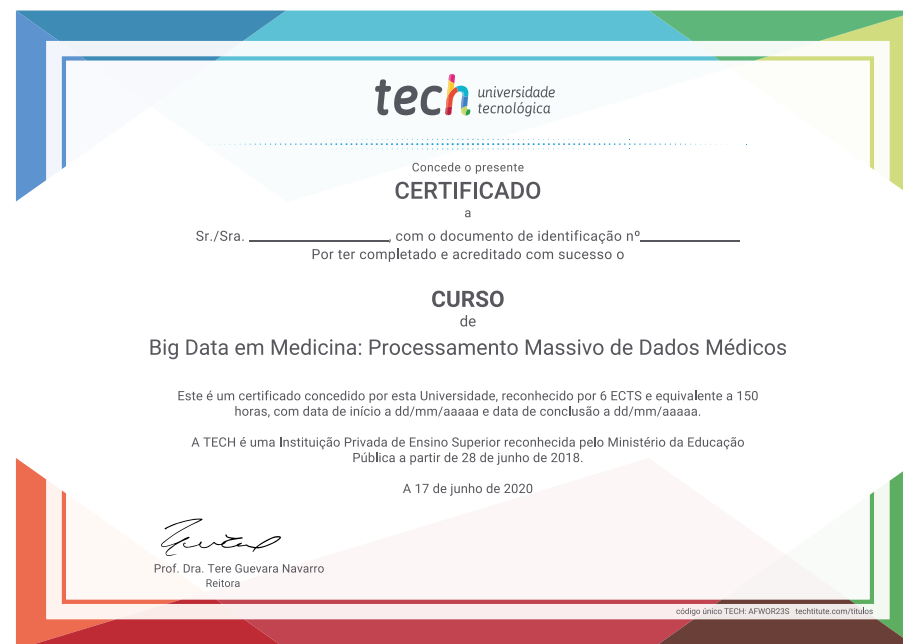 tech universidade
tecnológica
Concede o presente
CERTIFICADO
a
Sr./Sra. ________________, com o documento de identificação nº____________
Por ter completado e acreditado com sucesso o
CURSO
de
Big Data em Medicina: Processamento Massivo de Dados Médicos
Este é um certificado concedido por esta Universidade, reconhecido por 6 ECTS e equivalente a 150
horas, com data de início a dd/mm/aaaaa e data de conclusão a dd/mm/aaaaa.
A TECH é uma Instituição Privada de Ensino Superior reconhecida pelo Ministério da Educação
Pública a partir de 28 de junho de 2018.
A 17 de junho de 2020
Prof. Dra. Tere Guevara Navarro
Reitora
código único TECH: AFWOR23S techtitute.com/titulos